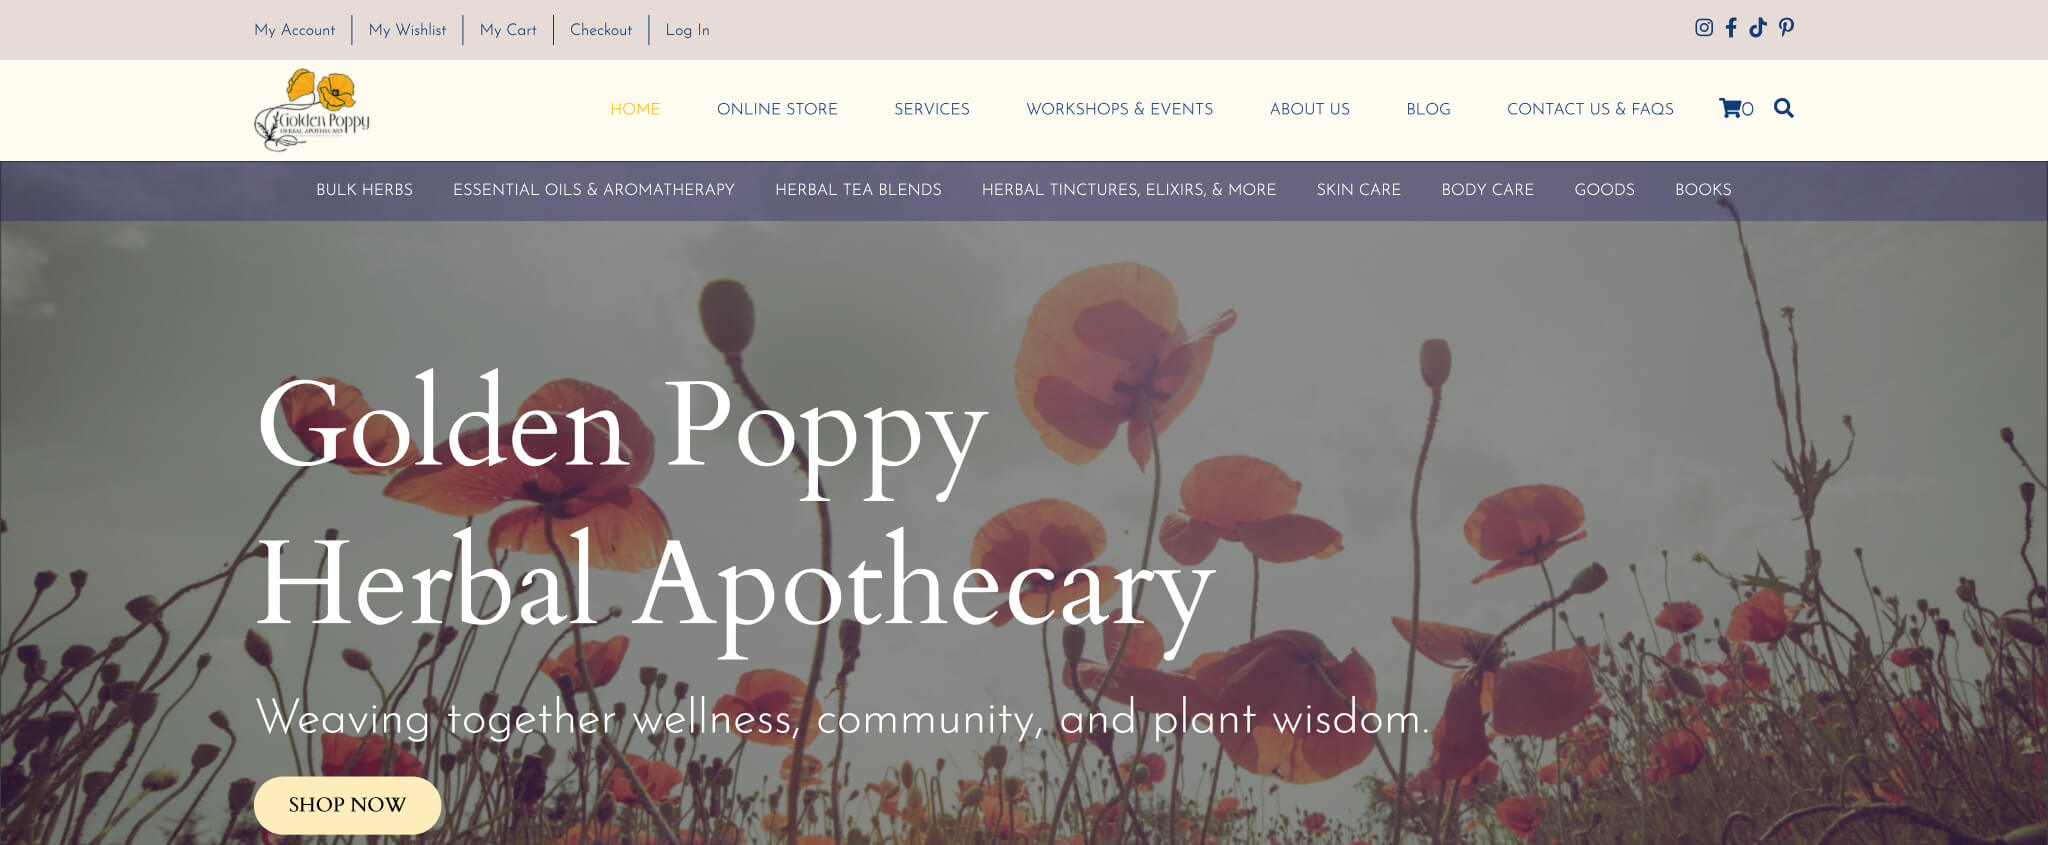 My Account
My Wishlist
My Cart
Checkout
Log In
Golden Poppy
HERBAL APOTHECARY
HOME
ONLINE STORE
SERVICES
WORKSHOPS & EVENTS
ABOUT US
BLOG
CONTACT US & FAQS
0
BULK HERBS
ESSENTIAL OILS & AROMATHERAPY
HERBAL TEA BLENDS
HERBAL TINCTURES, ELIXIRS, & MORE
SKIN CARE
BODY CARE
GOODS
BOOKS
Golden Poppy
Herbal Apothecary
Weaving together wellness, community, and plant wisdom.
SHOP NOW